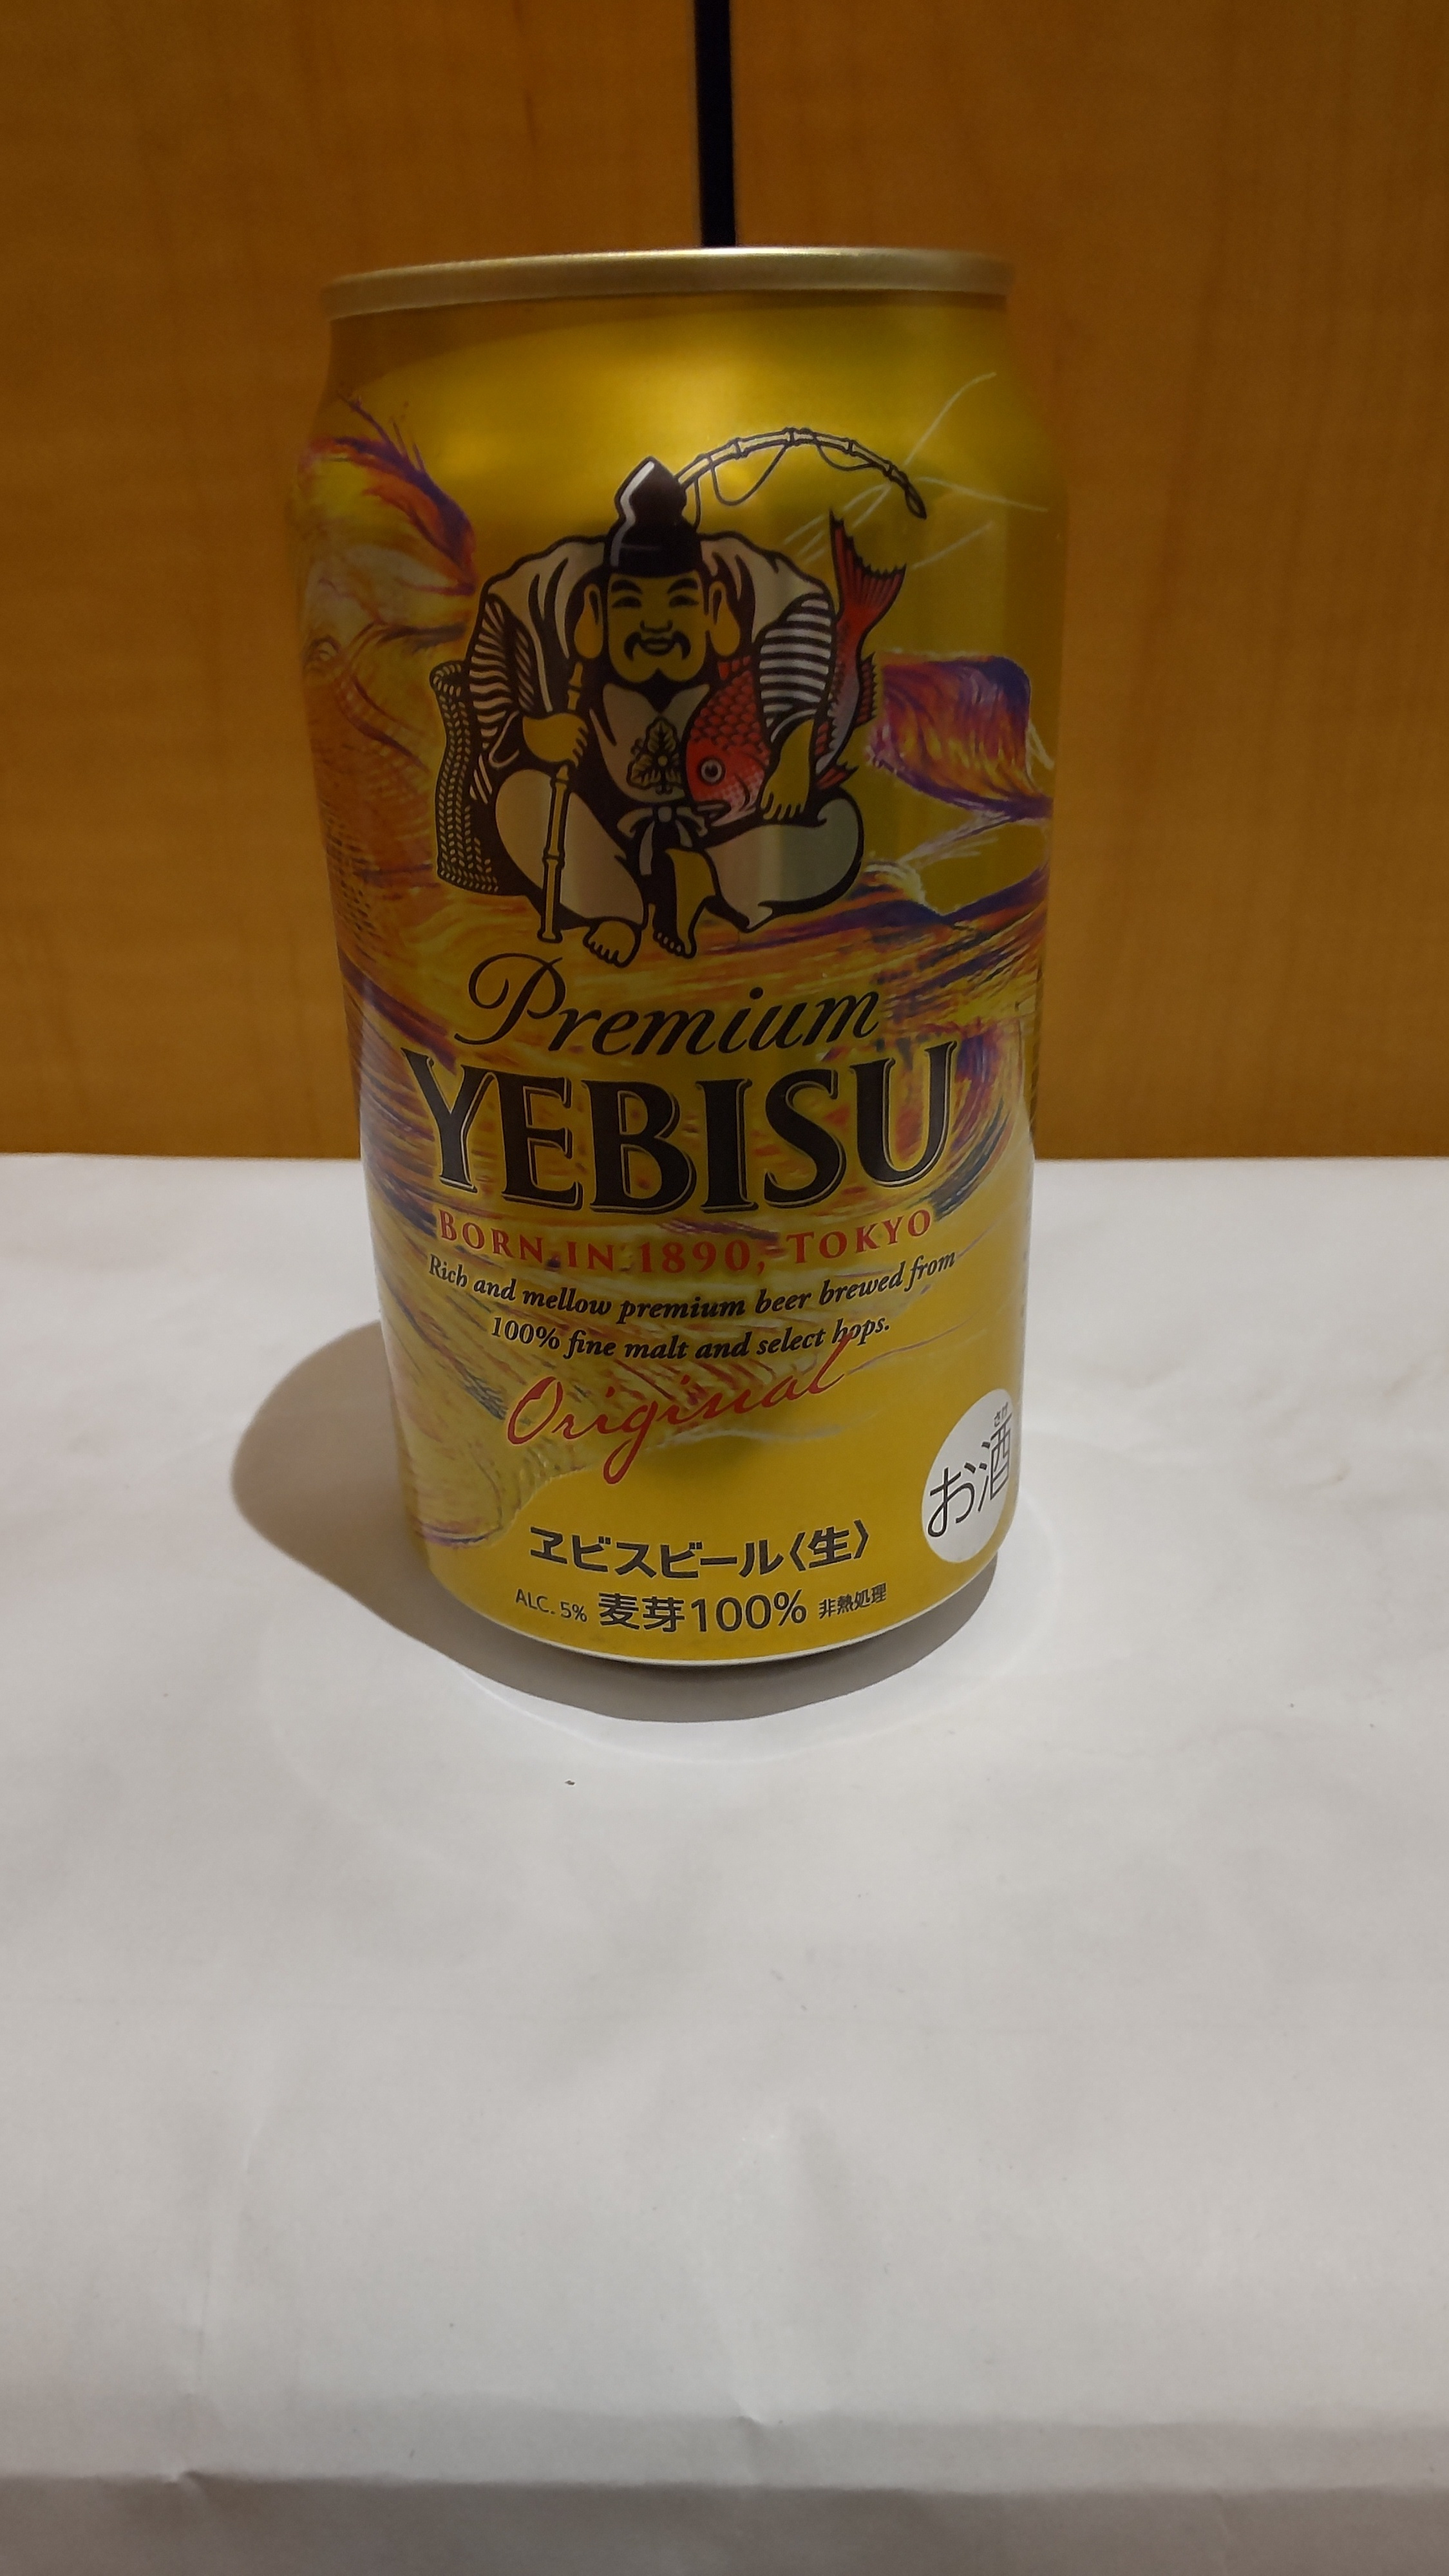 Premium
YEBISU
BORN IN 1890, TOKYO
Rich and mellow premium beer brewed from
100% fine malt and select hops.
Original
さけ
お酒
ヱビスビール〈生〉
ALC. 5% 麦芽100% 非熱処理